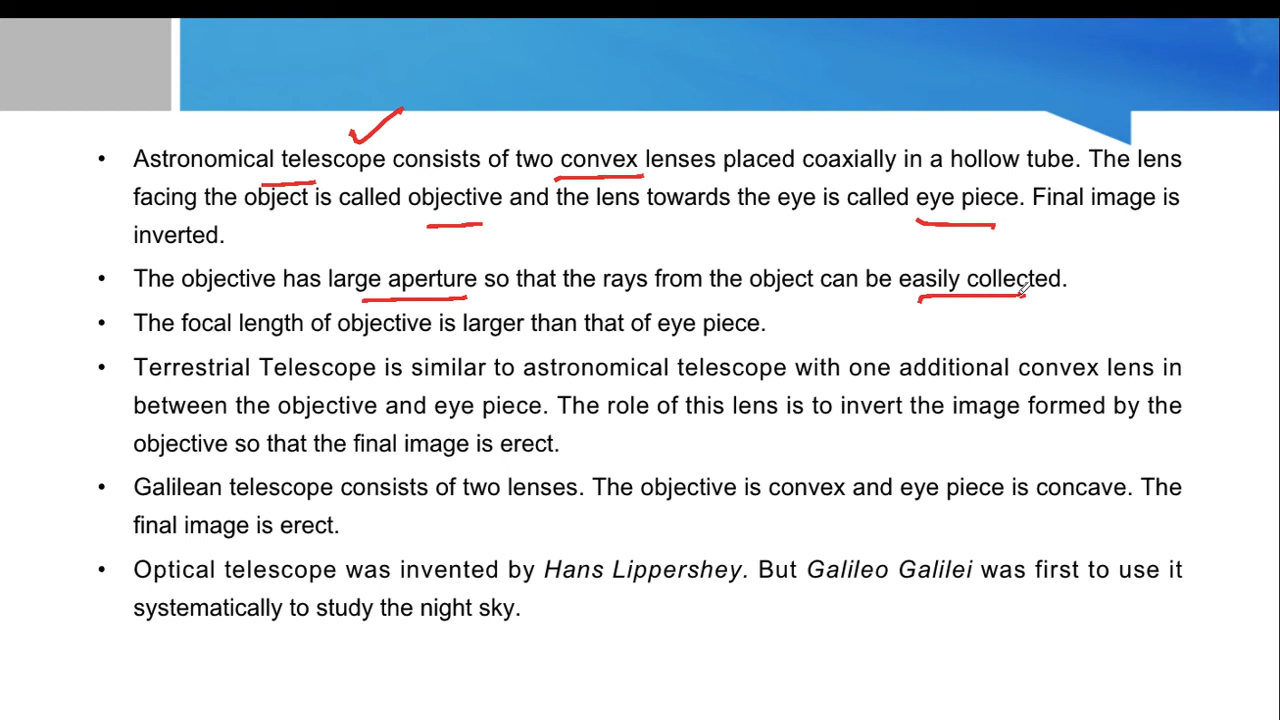 • Astronomical telescope consists of two convex lenses placed coaxially in a hollow tube. The lens
facing the object is called objective and the lens towards the eye is called eye piece. Final image is
inverted.
• The objective has large aperture so that the rays from the object can be easily collected.
• The focal length of objective is larger than that of eye piece.
• Terrestrial Telescope is similar to astronomical telescope with one additional convex lens in
between the objective and eye piece. The role of this lens is to invert the image formed by the
objective so that the final image is erect.
• Galilean telescope consists of two lenses. The objective is convex and eye piece is concave. The
final image is erect.
• Optical telescope was invented by Hans Lippershey. But Galileo Galilei was first to use it
systematically to study the night sky.